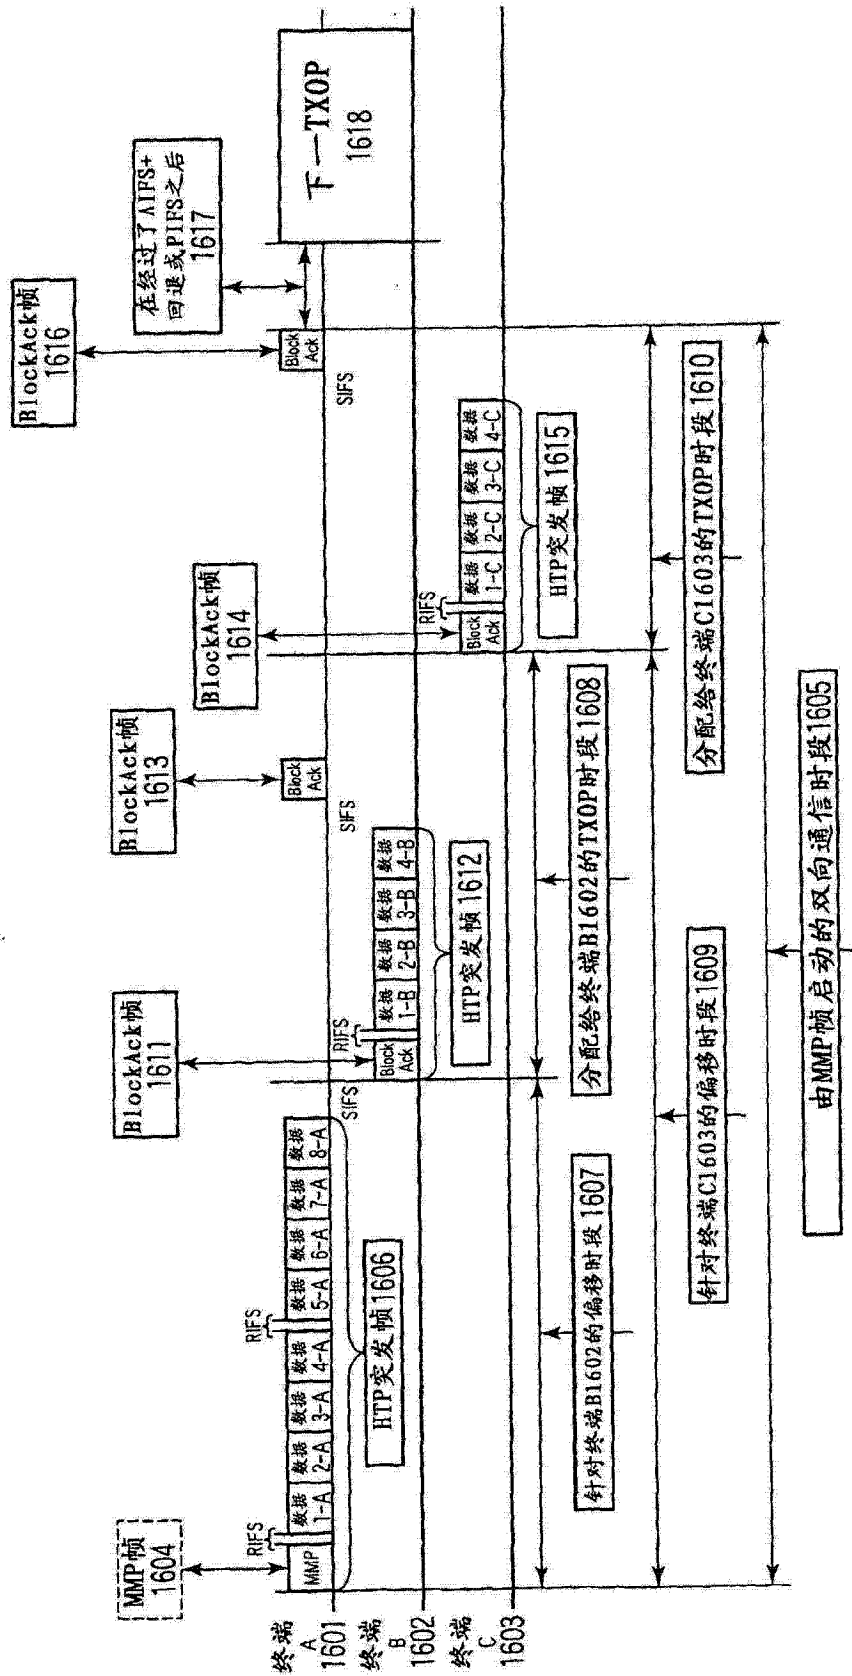 MMP帧
1604
BlockAck帧
1611
BlockAck帧
1613
BlockAck帧
1614
BlockAck帧
1616
在经过了AIFS+
回退或PIFS之后
1617
下一TXOP
1618
终端
A
1601
MMP
RIFS
数据
1-A
数据
2-A
数据
3-A
数据
4-A
RIFS
数据
5-A
数据
6-A
数据
7-A
数据
8-A
SIFS
Block
Ack
SIFS
Block
Ack
SIFS
HTP突发帧1606
终端
B
1602
Block
Ack
RIFS
数据
1-B
数据
2-B
数据
3-B
数据
4-B
HTP突发帧1612
终端
C
1603
Block
Ack
RIFS
数据
1-C
数据
2-C
数据
3-C
数据
4-C
HTP突发帧1615
针对终端B1602的偏移时段1607
分配给终端B1602的TXOP时段1608
针对终端C1603的偏移时段1609
分配给终端C1603的TXOP时段1610
由MMP帧启动的双向通信时段1605